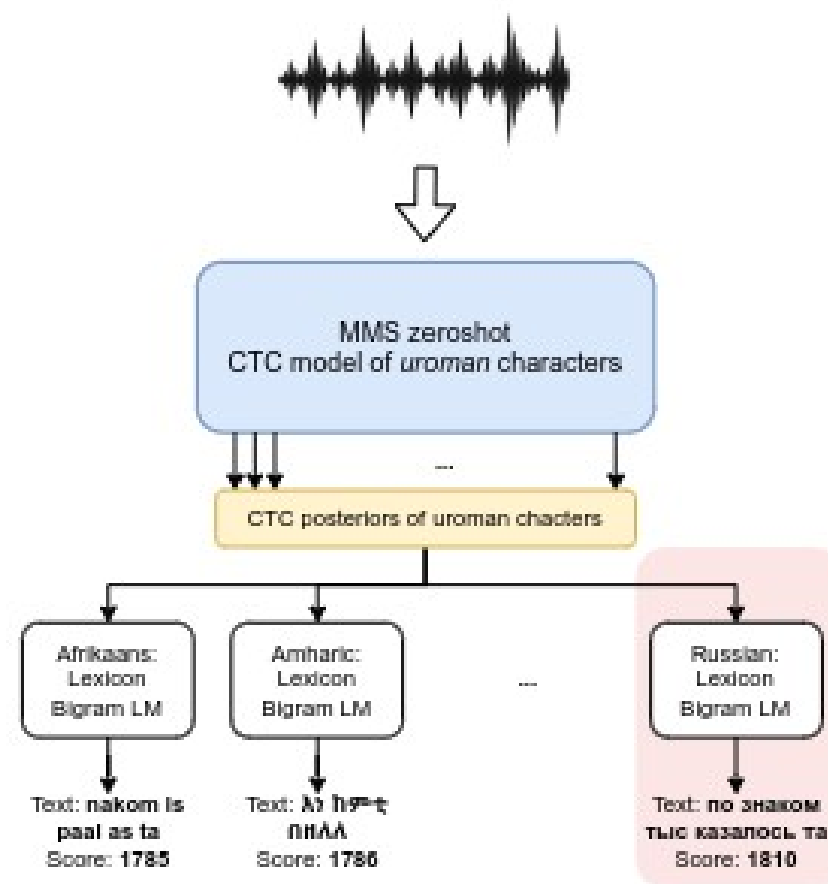 MMS zeroshot
CTC model of uroman characters
...
CTC posteriors of uroman chacters
Afrikaans:
Lexicon
Bigram LM
Amharic:
Lexicon
Bigram LM
...
Russian:
Lexicon
Bigram LM
Text: nakom is
paal as ta
Score: 1785
Text: እነ
Score: 1786
Text: по знаком
тыс казалось та
Score: 1810